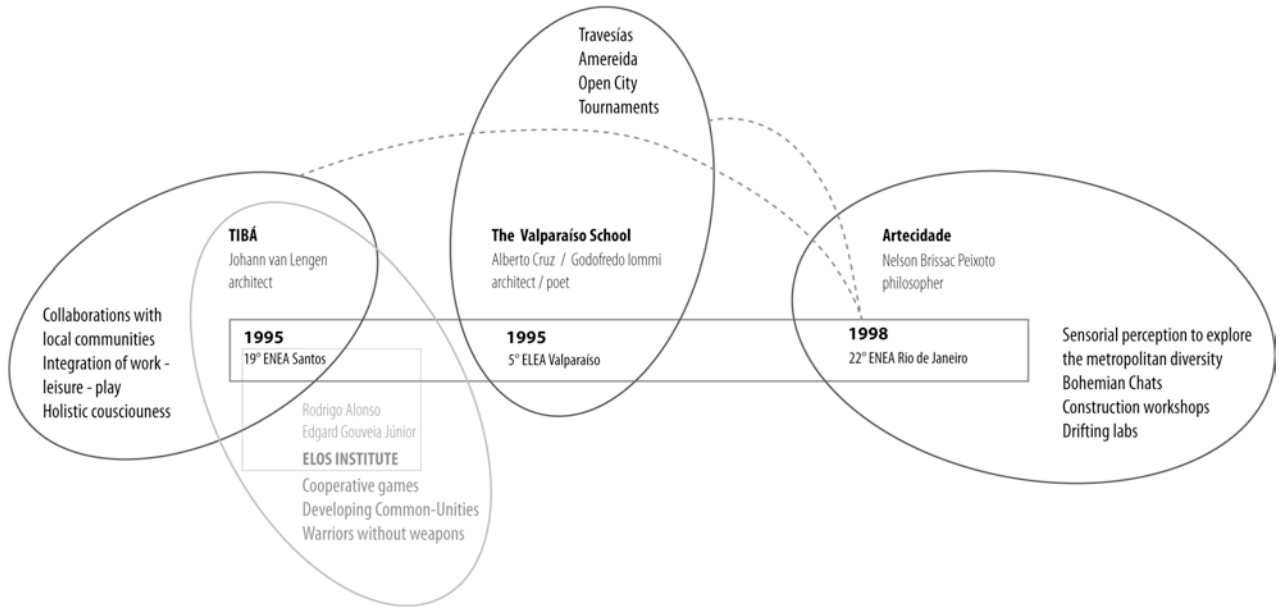 Travesías
Amereida
Open City
Tournaments
TIBÁ
Johann van Lengen
architect
The Valparaíso School
Alberto Cruz / Godofredo Iommi
architect / poet
Artecidade
Nelson Brissac Peixoto
philosopher
Collaborations with
local communities
Integration of work -
leisure - play
Holistic cousciouness
1995
19° ENEA Santos
1995
5° ELEA Valparaíso
1998
22° ENEA Rio de Janeiro
Sensorial perception to explore
the metropolitan diversity
Bohemian Chats
Construction workshops
Drifting labs
Rodrigo Alonso
Edgard Gouveia Júnior
ELOS INSTITUTE
Cooperative games
Developing Common-Unities
Warriors without weapons